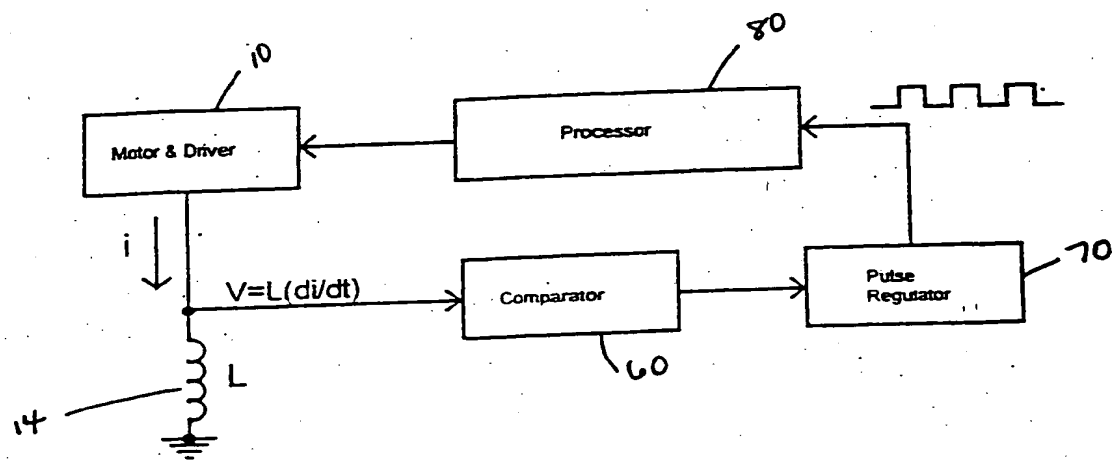 10
80
Motor & Driver
Processor
i
V=L(di/dt)
Comparator
Pulse
Regulator
70
60
L
14